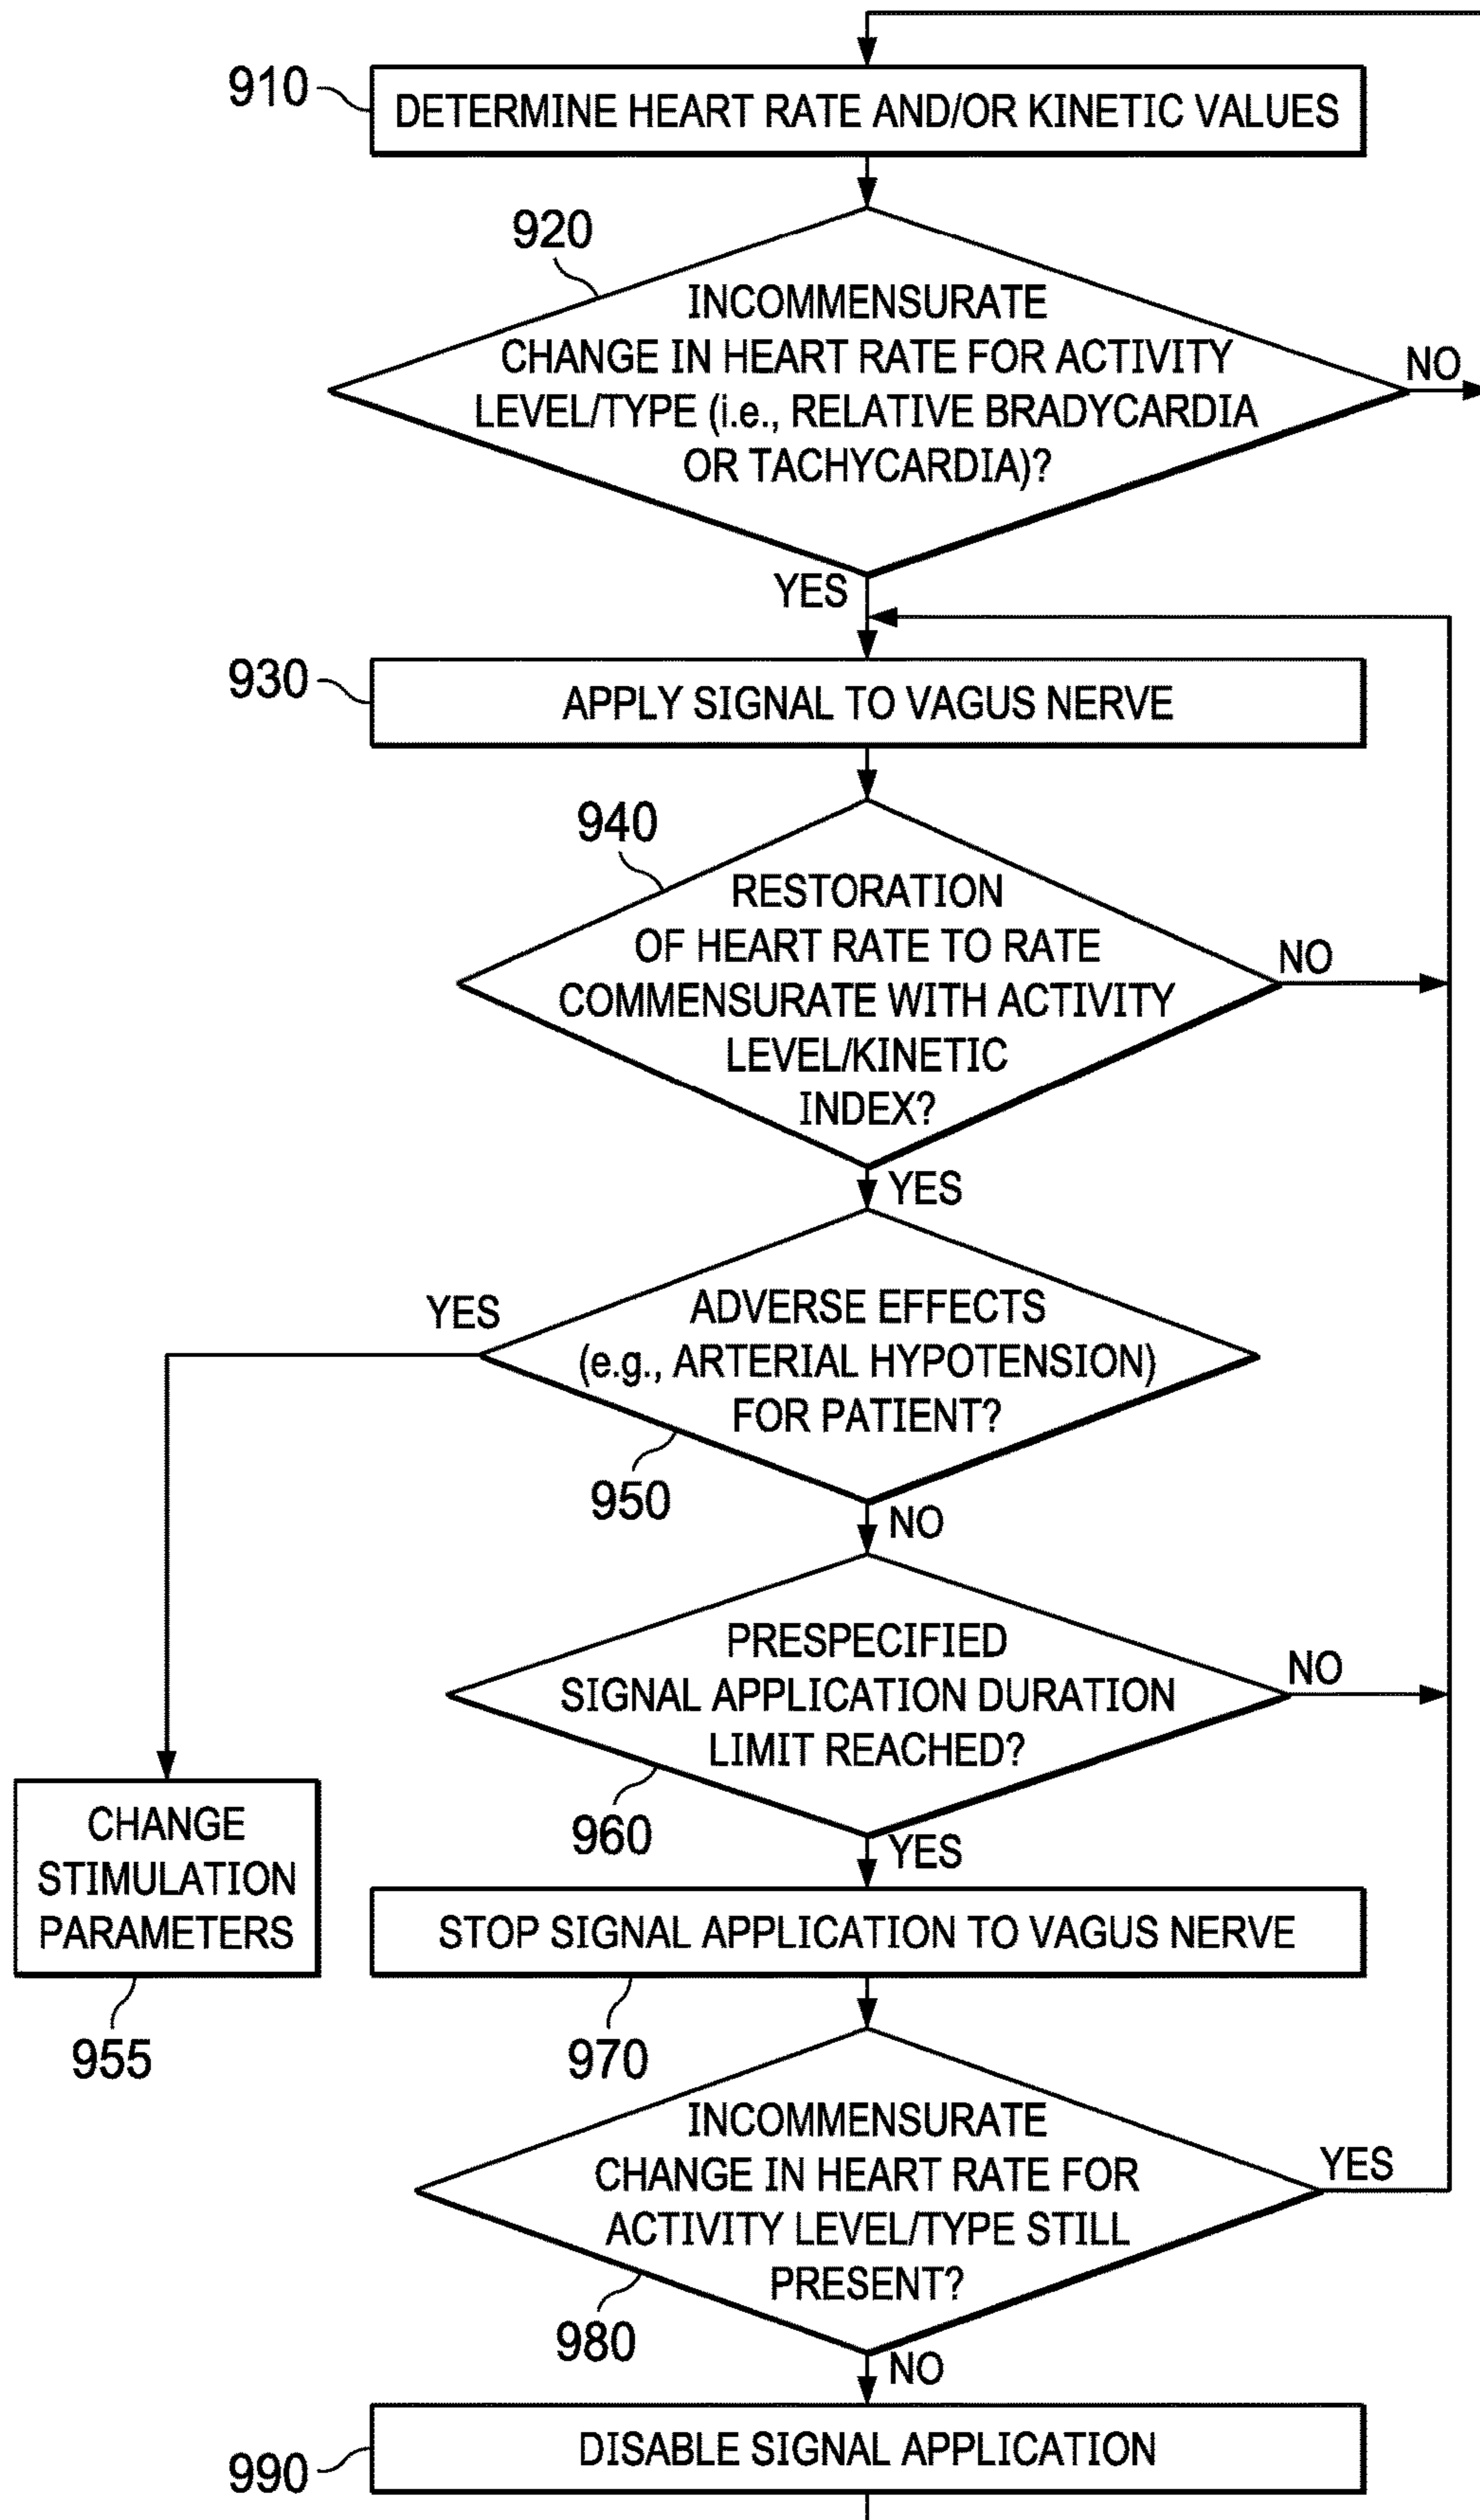 910
DETERMINE HEART RATE AND/OR KINETIC VALUES
920
INCOMMENSURATE
CHANGE IN HEART RATE FOR ACTIVITY
LEVEL/TYPE (i.e., RELATIVE BRADYCARDIA
OR TACHYCARDIA)?
NO
YES
930
APPLY SIGNAL TO VAGUS NERVE
940
RESTORATION
OF HEART RATE TO RATE
COMMENSURATE WITH ACTIVITY
LEVEL/KINETIC
INDEX?
NO
YES
YES
ADVERSE EFFECTS
(e.g., ARTERIAL HYPOTENSION)
FOR PATIENT?
950
NO
PRESPECIFIED
SIGNAL APPLICATION DURATION
LIMIT REACHED?
NO
960
YES
CHANGE
STIMULATION
PARAMETERS
955
STOP SIGNAL APPLICATION TO VAGUS NERVE
970
INCOMMENSURATE
CHANGE IN HEART RATE FOR
ACTIVITY LEVEL/TYPE STILL
PRESENT?
YES
980
NO
990
DISABLE SIGNAL APPLICATION